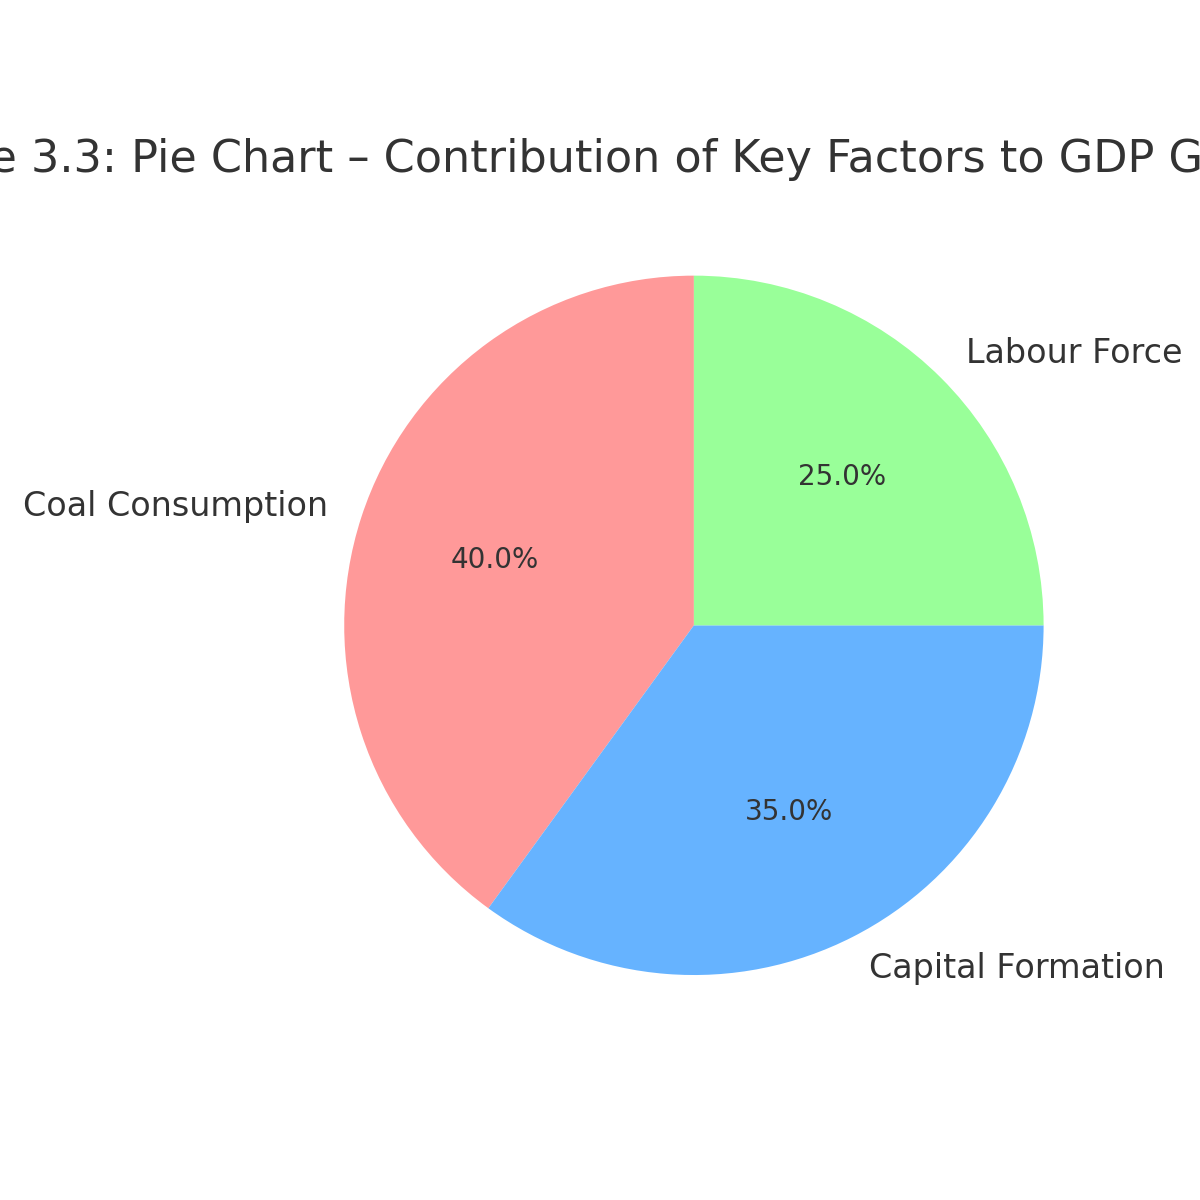 e 3.3: Pie Chart – Contribution of Key Factors to GDP G
Labour Force
25.0%
Coal Consumption
40.0%
35.0%
Capital Formation